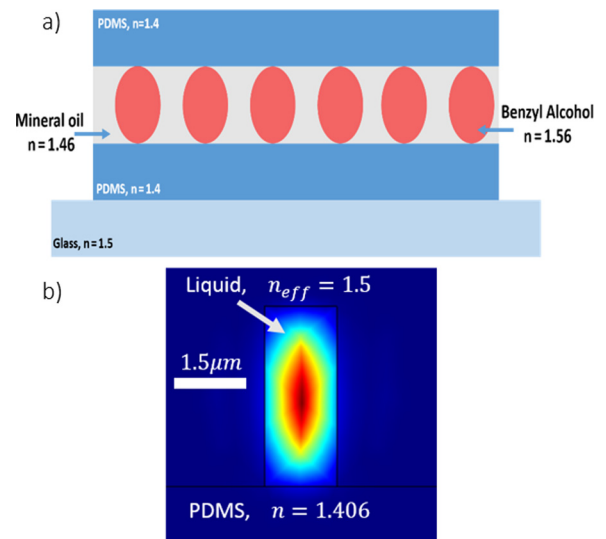 a)
PDMS, n=1.4
Mineral oil
n = 1.46
Benzyl Alcohol
n = 1.56
PDMS, n=1.4
Glass, n=1.5
b)
Liquid, n_eff = 1.5
1.5μm
PDMS, n = 1.406